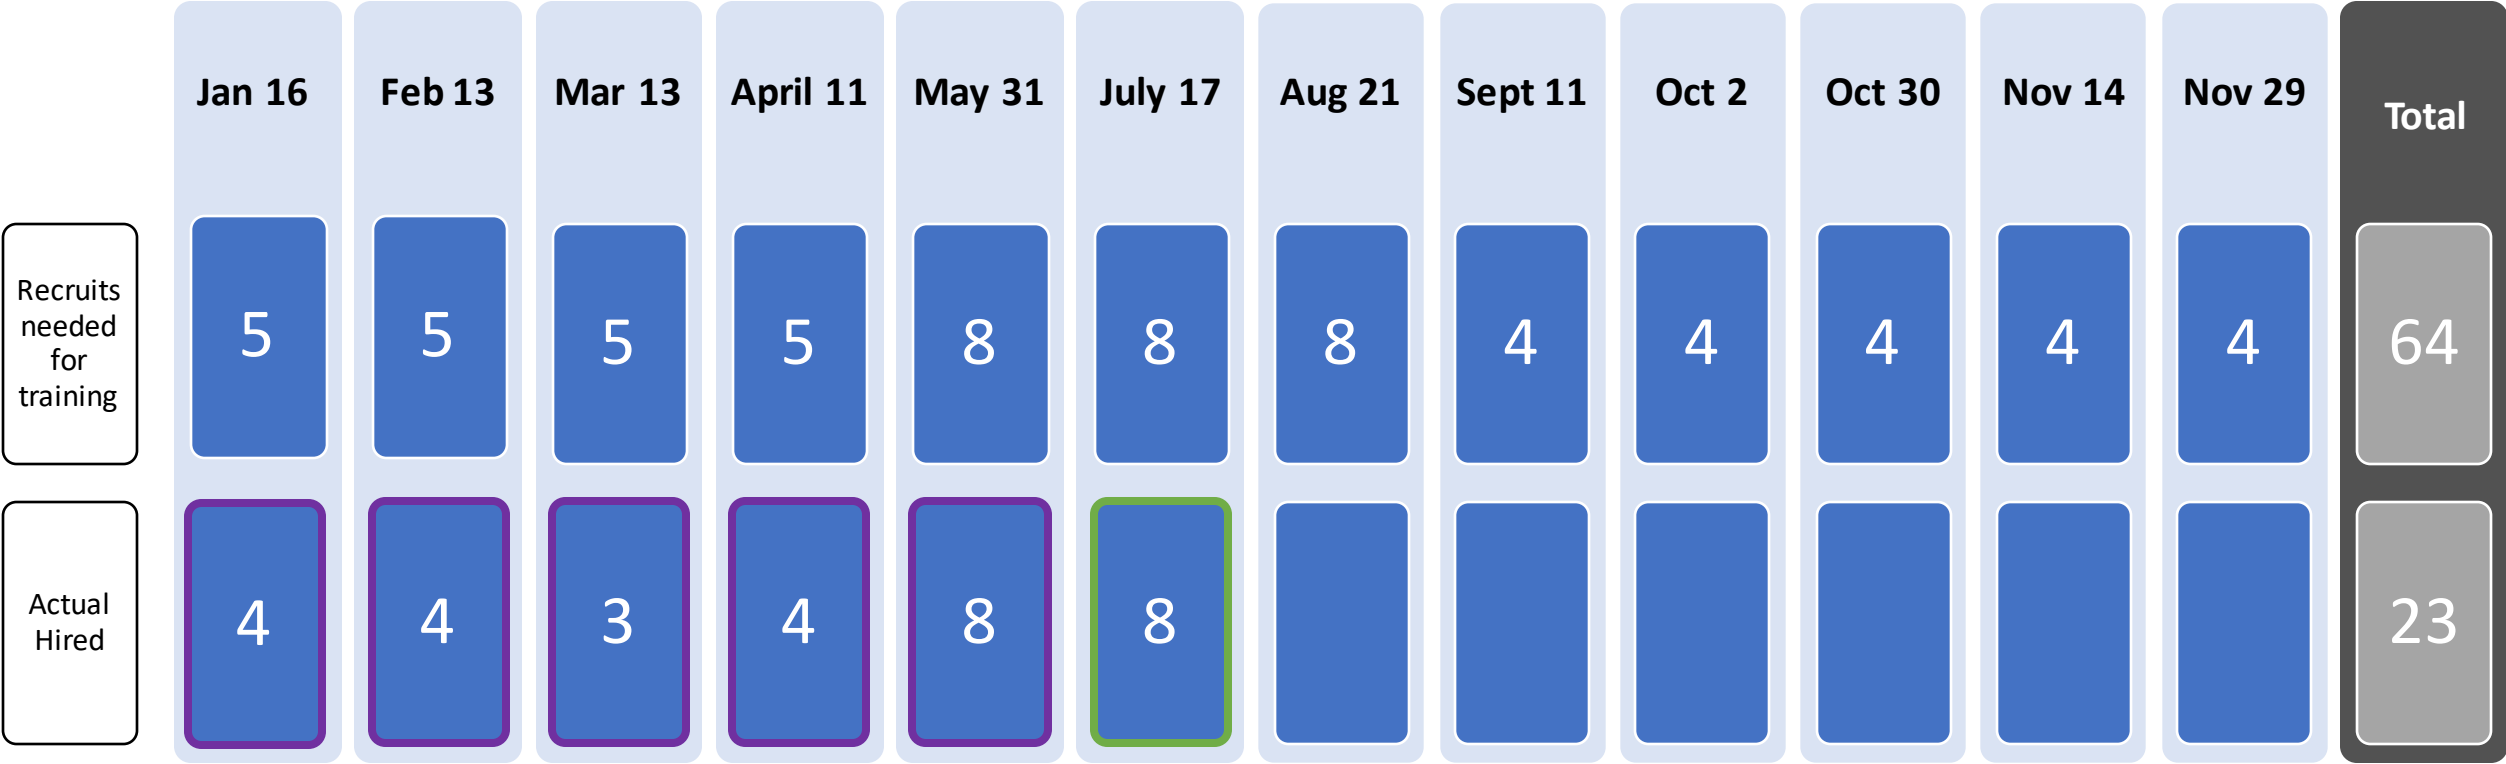 Jan 16 Feb 13 Mar 13 April 11 May 31 July 17 Aug 21 Sept 11 Oct 2 Oct 30 Nov 14 Nov 29 Total
Recruits
needed
for
training
5 5 5 5 8 8 8 4 4 4 4 4 64
Actual
Hired
4 4 3 4 8 8 23